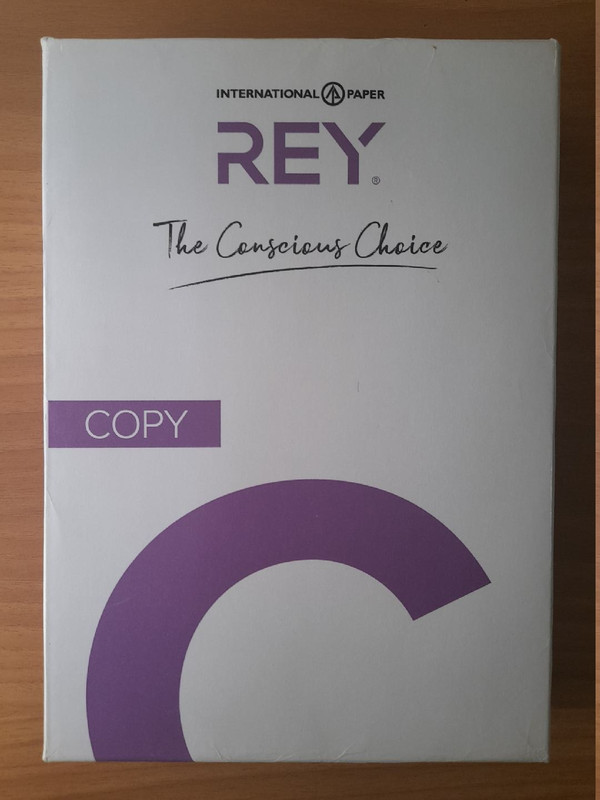 INTERNATIONAL PAPER
REY®
The Conscious Choice
COPY